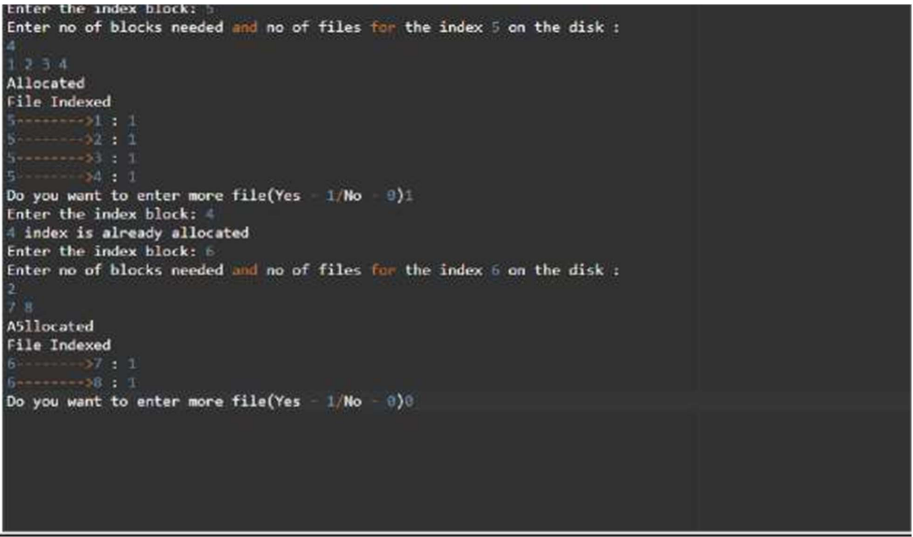 Enter the index block: 5
Enter no of blocks needed and no of files for the index 5 on the disk :
4
1 2 3 4
Allocated
File Indexed
5-------->1 : 1
5-------->2 : 1
5-------->3 : 1
5-------->4 : 1
Do you want to enter more file(Yes - 1/No - 0)1
Enter the index block: 4
4 index is already allocated
Enter the index block: 6
Enter no of blocks needed and no of files for the index 6 on the disk :
2
7 8
A5llocated
File Indexed
6-------->7 : 1
6-------->8 : 1
Do you want to enter more file(Yes - 1/No - 0)0